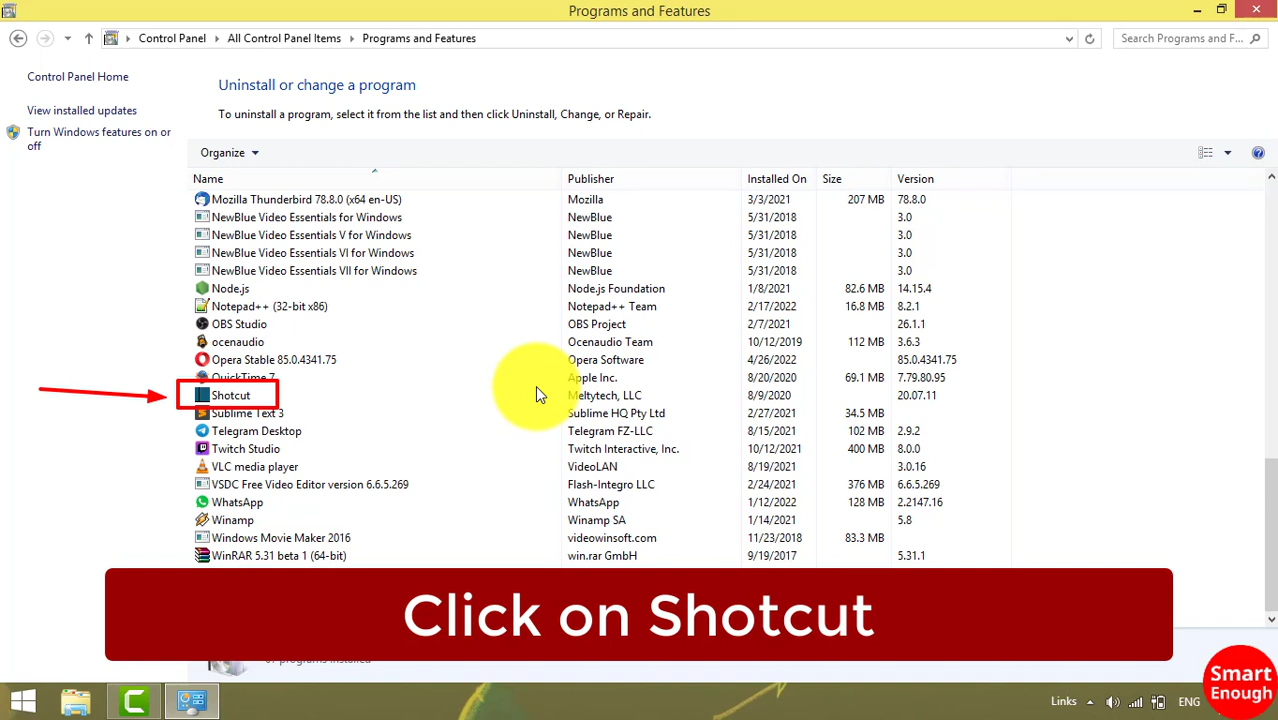 Programs and Features
Control Panel All Control Panel Items Programs and Features Search Programs and F...
Control Panel Home
View installed updates
Turn Windows features on or
off
Uninstall or change a program
To uninstall a program, select it from the list and then click Uninstall, Change, or Repair.
Organize
Name Publisher Installed On Size Version
Mozilla Thunderbird 78.8.0 (x64 en-US) Mozilla 3/3/2021 207 MB 78.8.0
NewBlue Video Essentials for Windows NewBlue 5/31/2018 3.0
NewBlue Video Essentials V for Windows NewBlue 5/31/2018 3.0
NewBlue Video Essentials VI for Windows NewBlue 5/31/2018 3.0
NewBlue Video Essentials VII for Windows NewBlue 5/31/2018 3.0
Node.js Node.js Foundation 1/8/2021 82.6 MB 14.15.4
Notepad++ (32-bit x86) Notepad++ Team 2/17/2022 16.8 MB 8.2.1
OBS Studio OBS Project 2/7/2021 26.1.1
ocenaudio Ocenaudio Team 10/12/2019 112 MB 3.6.3
Opera Stable 85.0.4341.75 Opera Software 4/26/2022 85.0.4341.75
QuickTime 7 Apple Inc. 8/20/2020 69.1 MB 7.79.80.95
Shotcut Meltytech, LLC 8/9/2020 20.07.11
Sublime Text 3 Sublime HQ Pty Ltd 2/27/2021 34.5 MB
Telegram Desktop Telegram FZ-LLC 8/15/2021 102 MB 2.9.2
Twitch Studio Twitch Interactive, Inc. 10/12/2021 400 MB 8.0.0
VLC media player VideoLAN 8/19/2021 3.0.16
VSDC Free Video Editor version 6.6.5.269 Flash-Integro LLC 2/24/2021 376 MB 6.6.5.269
WhatsApp WhatsApp 1/12/2022 128 MB 2.2147.16
Winamp Winamp SA 1/14/2021 5.8
Windows Movie Maker 2016 videowinsoft.com 11/23/2018 83.3 MB
WinRAR 5.31 beta 1 (64-bit) win.rar GmbH 9/19/2017 5.31.1
Click on Shotcut
programs installed
Links ENG
Smart
Enough